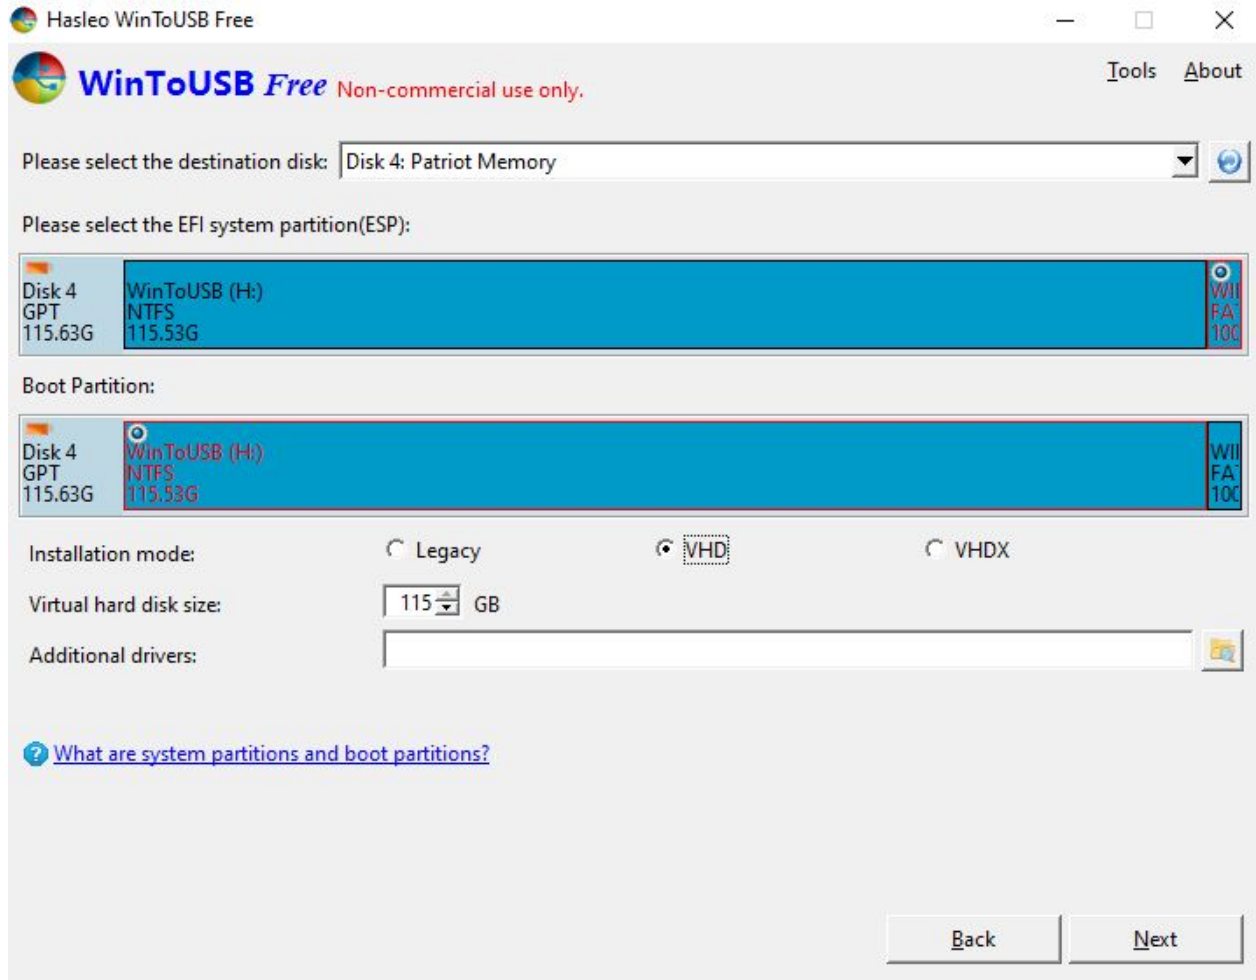 Hasleo WinToUSB Free
WinToUSB Free Non-commercial use only.
Tools About
Please select the destination disk: Disk 4: Patriot Memory
Please select the EFI system partition(ESP):
Disk 4
GPT
115.63G
WinToUSB (H:)
NTFS
115.53G
Boot Partition:
Disk 4
GPT
115.63G
WinToUSB (H:)
NTFS
115.53G
Installation mode: Legacy VHD VHDX
Virtual hard disk size: 115 GB
Additional drivers:
What are system partitions and boot partitions?
Back Next